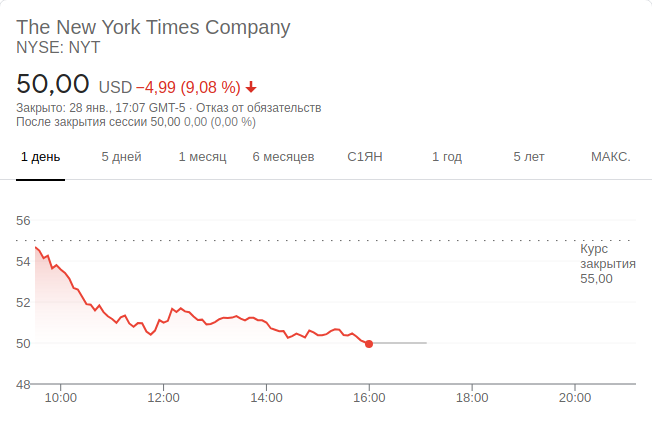 The New York Times Company
NYSE: NYT
50,00 USD −4,99 (9,08 %)
Закрыто: 28 янв., 17:07 GMT-5 · Отказ от обязательств
После закрытия сессии 50,00 0,00 (0,00 %)
1 день 5 дней 1 месяц 6 месяцев С1ЯН 1 год 5 лет МАКС.
56
Курс
54 закрытия
55,00
52
50
48
10:00 12:00 14:00 16:00 18:00 20:00